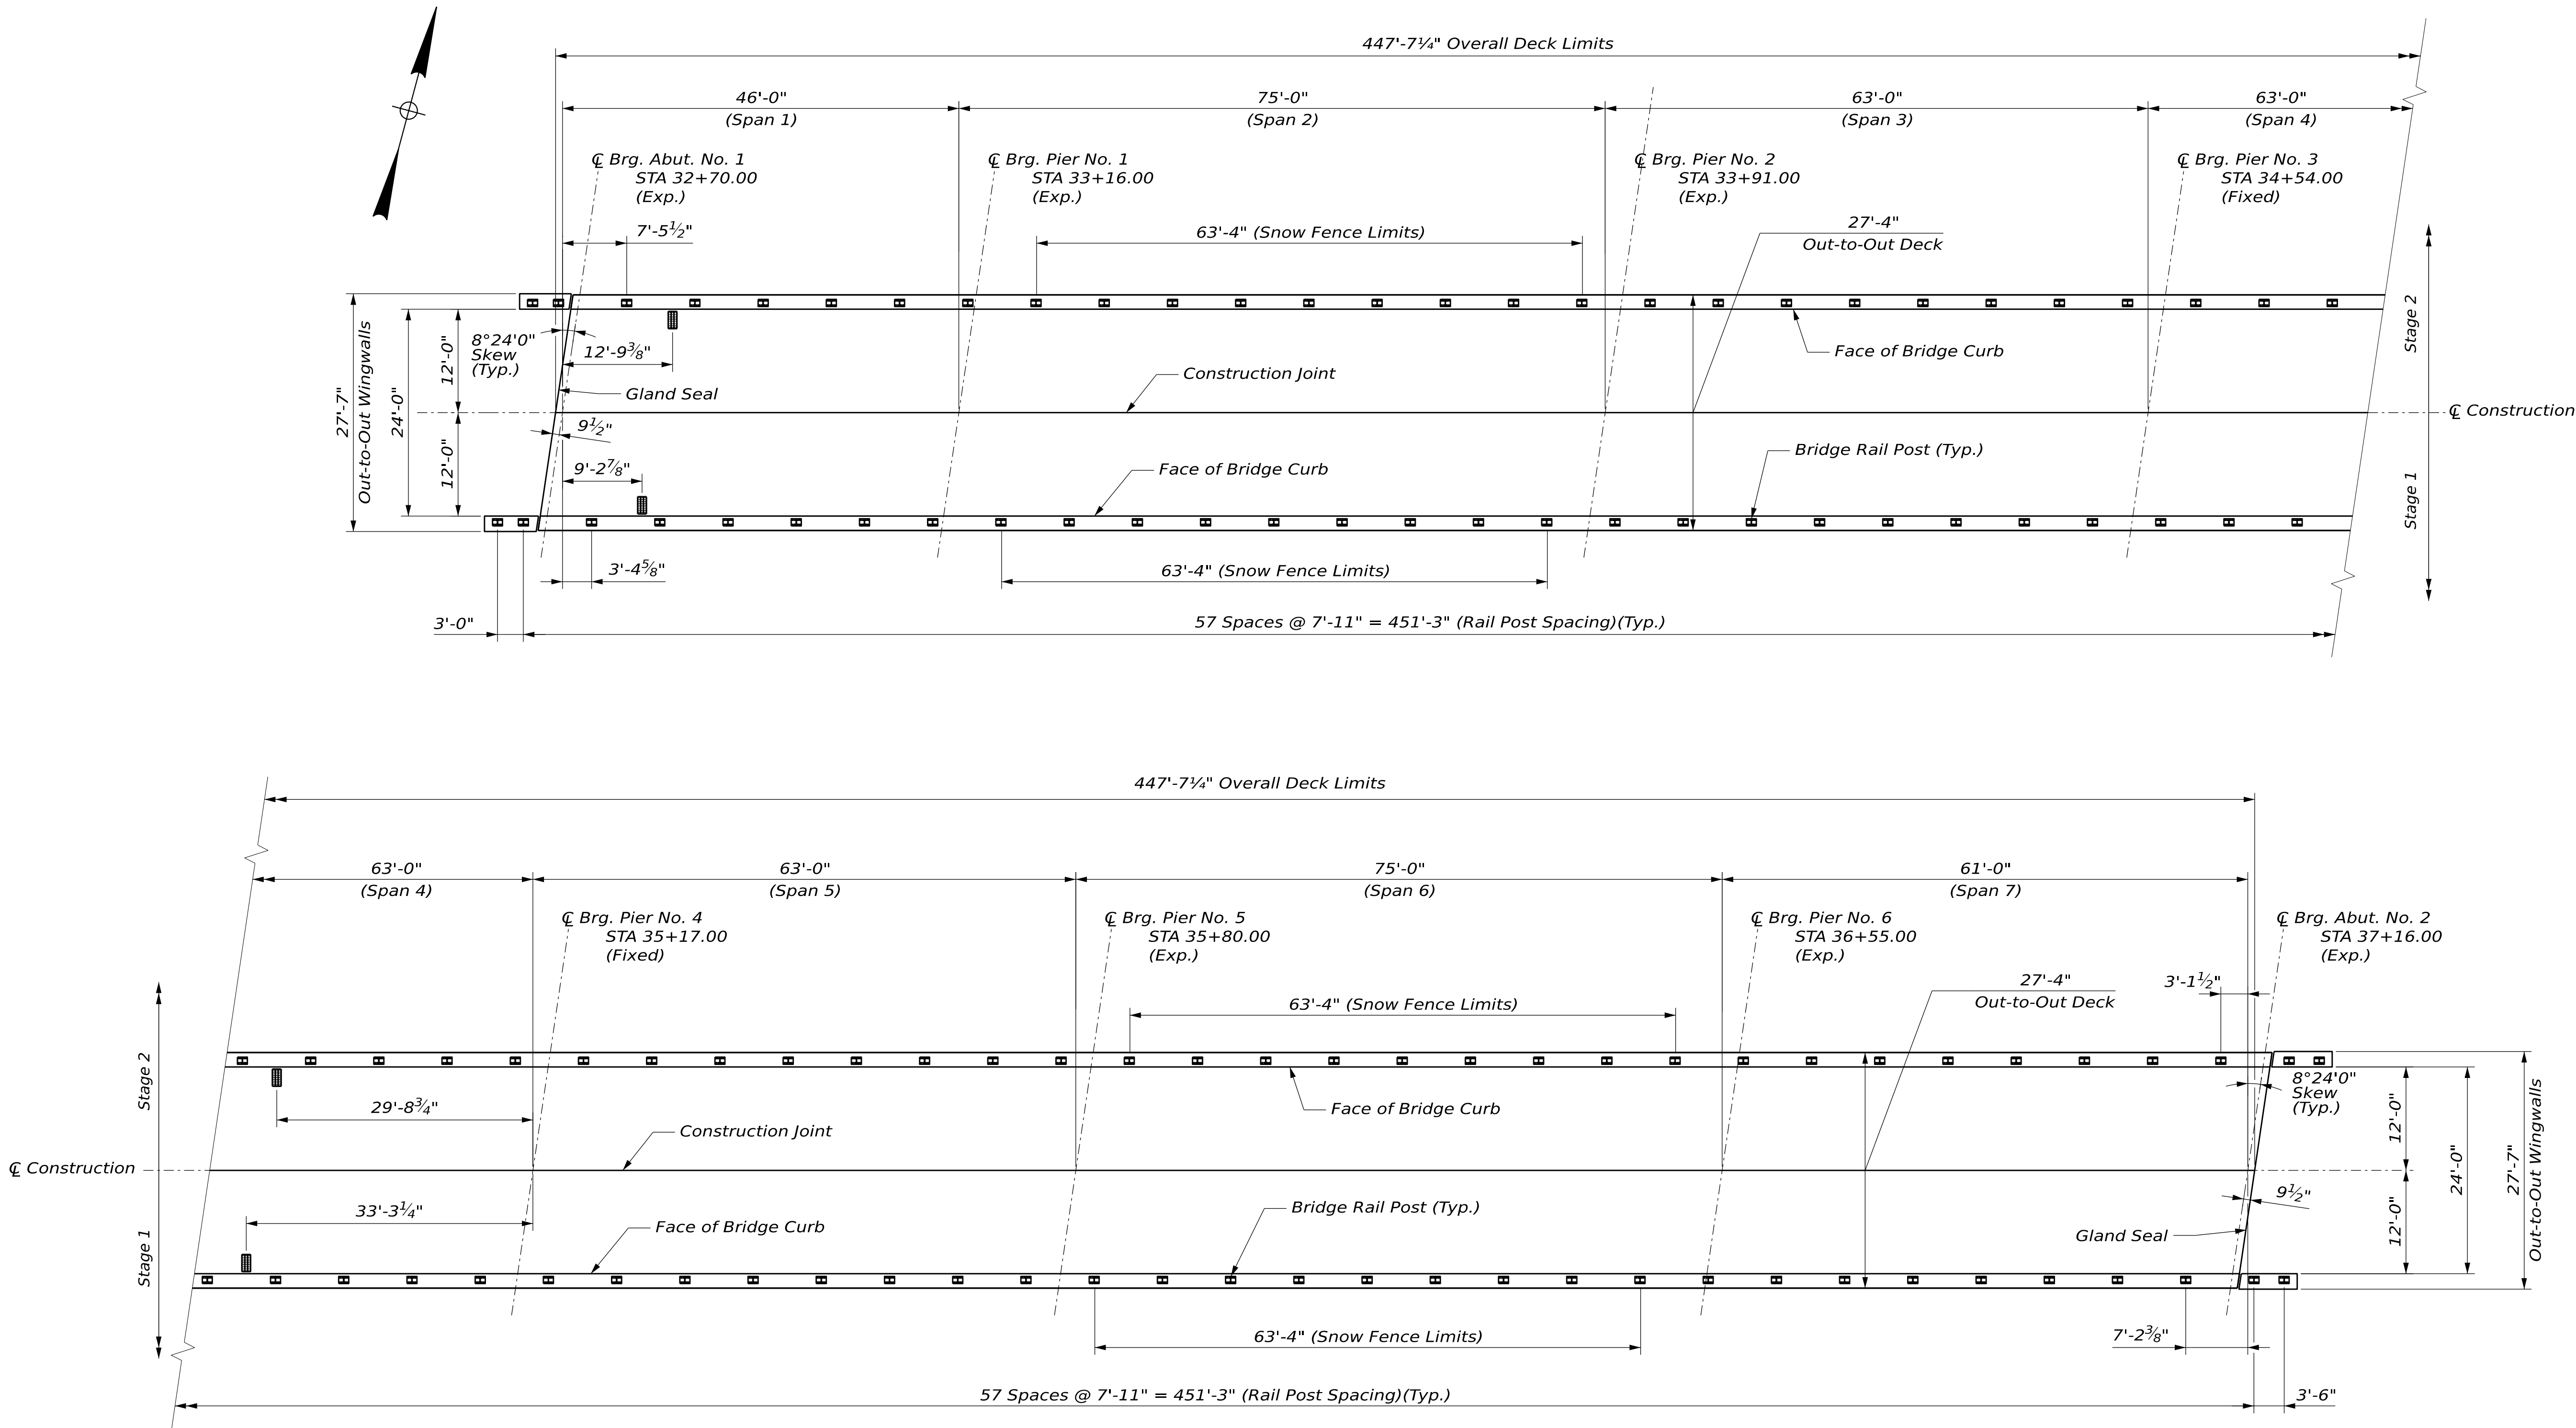 447'-7¼" Overall Deck Limits
46'-0"
(Span 1)
75'-0"
(Span 2)
63'-0"
(Span 3)
63'-0"
(Span 4)
℄ Brg. Abut. No. 1
STA 32+70.00
(Exp.)
℄ Brg. Pier No. 1
STA 33+16.00
(Exp.)
℄ Brg. Pier No. 2
STA 33+91.00
(Exp.)
℄ Brg. Pier No. 3
STA 34+54.00
(Fixed)
7'-5½"
63'-4" (Snow Fence Limits)
27'-4"
Out-to-Out Deck
Stage 2
27'-7"
Out-to-Out Wingwalls
24'-0"
12'-0"
8°24'0"
Skew
(Typ.)
12'-9⅜"
Face of Bridge Curb
Gland Seal
Construction Joint
℄ Construction
9½"
12'-0"
9'-2⅞"
Face of Bridge Curb
Bridge Rail Post (Typ.)
Stage 1
3'-4⅝"
63'-4" (Snow Fence Limits)
3'-0"
57 Spaces @ 7'-11" = 451'-3" (Rail Post Spacing)(Typ.)
447'-7¼" Overall Deck Limits
63'-0"
(Span 4)
63'-0"
(Span 5)
75'-0"
(Span 6)
61'-0"
(Span 7)
℄ Brg. Pier No. 4
STA 35+17.00
(Fixed)
℄ Brg. Pier No. 5
STA 35+80.00
(Exp.)
℄ Brg. Pier No. 6
STA 36+55.00
(Exp.)
℄ Brg. Abut. No. 2
STA 37+16.00
(Exp.)
63'-4" (Snow Fence Limits)
27'-4"
Out-to-Out Deck
3'-1½"
Stage 2
29'-8¾"
Face of Bridge Curb
8°24'0"
Skew
(Typ.)
12'-0"
24'-0"
27'-7"
Out-to-Out Wingwalls
Construction Joint
℄ Construction
33'-3¼"
Face of Bridge Curb
Bridge Rail Post (Typ.)
9½"
Gland Seal
12'-0"
Stage 1
63'-4" (Snow Fence Limits)
7'-2⅜"
57 Spaces @ 7'-11" = 451'-3" (Rail Post Spacing)(Typ.)
3'-6"